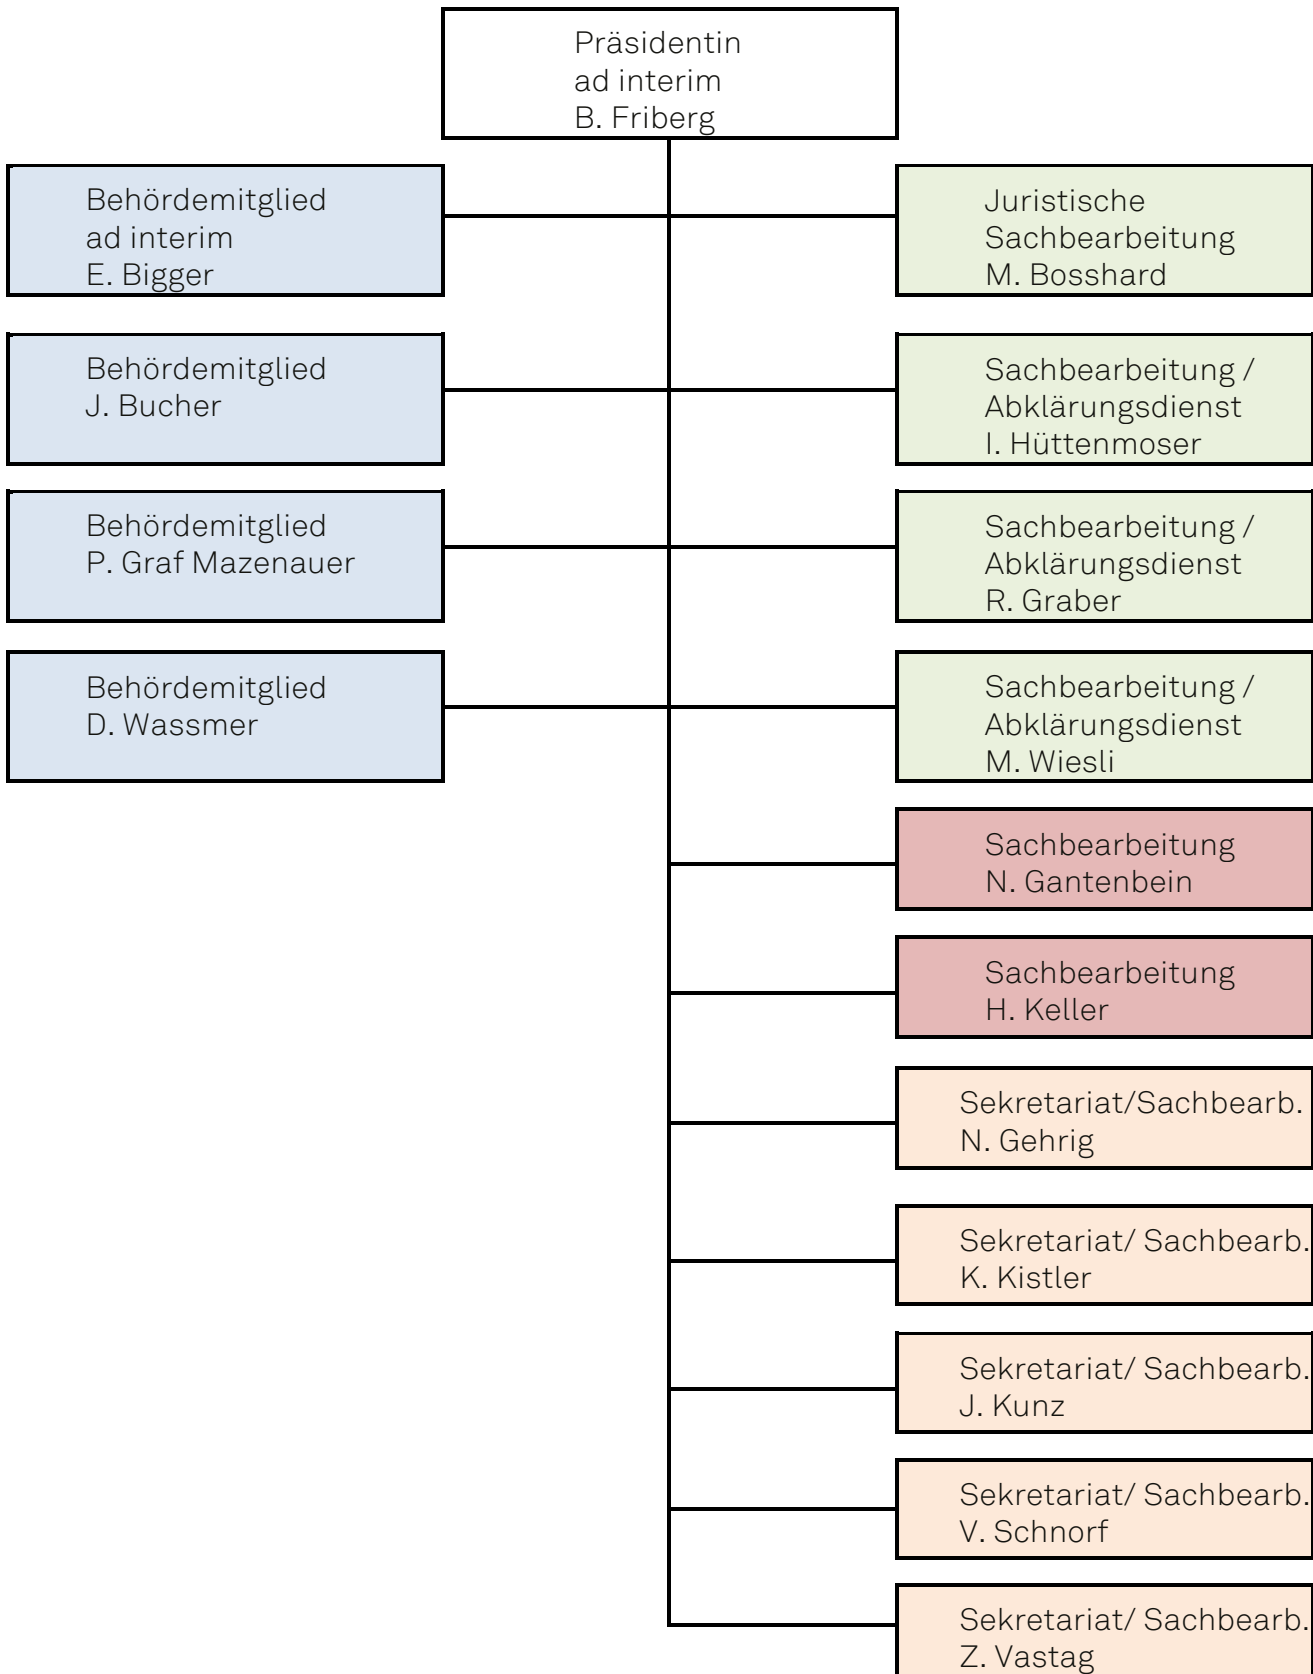 Präsidentin
ad interim
B. Friberg
Behördemitglied
ad interim
E. Bigger
Juristische
Sachbearbeitung
M. Bosshard
Behördemitglied
J. Bucher
Sachbearbeitung /
Abklärungsdienst
I. Hüttenmoser
Behördemitglied
P. Graf Mazenauer
Sachbearbeitung /
Abklärungsdienst
R. Graber
Behördemitglied
D. Wassmer
Sachbearbeitung /
Abklärungsdienst
M. Wiesli
Sachbearbeitung
N. Gantenbein
Sachbearbeitung
H. Keller
Sekretariat/Sachbearb.
N. Gehrig
Sekretariat/ Sachbearb.
K. Kistler
Sekretariat/ Sachbearb.
J. Kunz
Sekretariat/ Sachbearb.
V. Schnorf
Sekretariat/ Sachbearb.
Z. Vastag